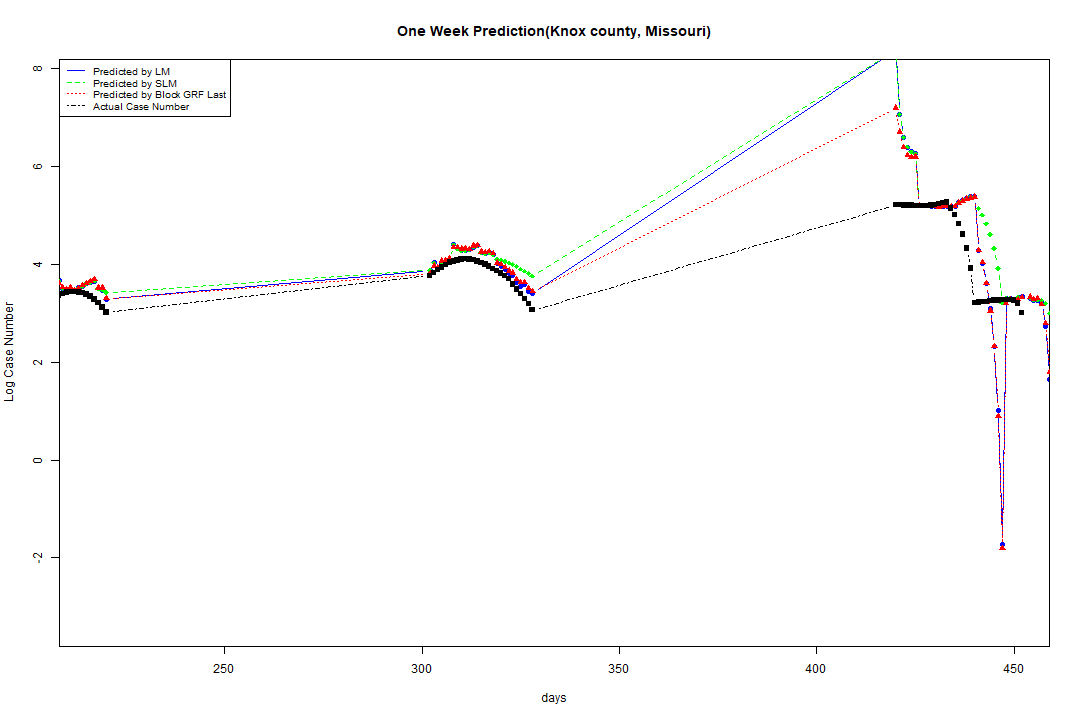 One Week Prediction(Knox county, Missouri)
Predicted by LM
Predicted by SLM
Predicted by Block GRF Last
Actual Case Number
8
6
4
2
0
-2
Log Case Number
250
300
350
400
450
days